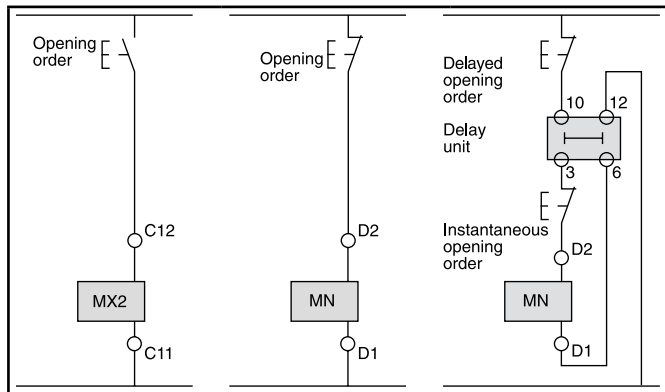 Opening
order
C12
MX2
C11
Opening
order
D2
MN
D1
Delayed
opening
order
10
12
Delay
unit
3
6
Instantaneous
opening
order
D2
MN
D1